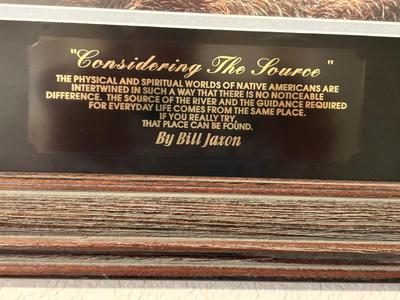 "Considering The Source"
THE PHYSICAL AND SPIRITUAL WORLDS OF NATIVE AMERICANS ARE
INTERTWINED IN SUCH A WAY THAT THERE IS NO NOTICEABLE
DIFFERENCE. THE SOURCE OF THE RIVER AND THE GUIDANCE REQUIRED
FOR EVERYDAY LIFE COMES FROM THE SAME PLACE.
IF YOU REALLY TRY,
THAT PLACE CAN BE FOUND.
By Bill Jaxon